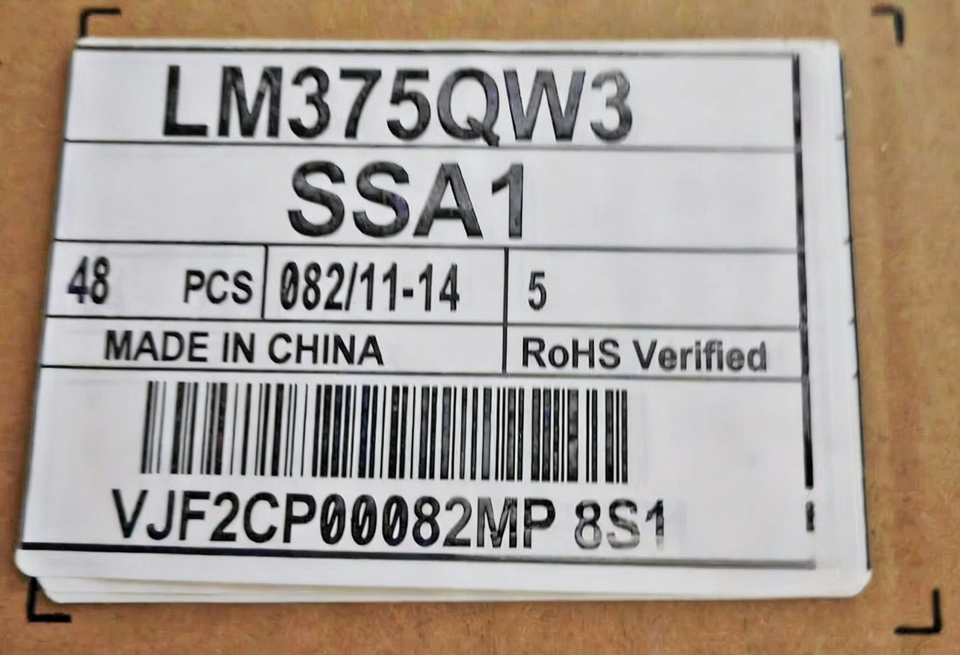 LM375QW3
SSA1
48 PCS 082/11-14 5
MADE IN CHINA RoHS Verified
VJF2CP00082MP 8S1